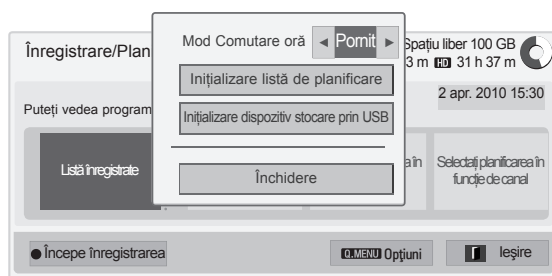 Înregistrare/Plan
Spațiu liber 100 GB
3 m HD 31 h 37 m
Puteți vedea program
2 apr. 2010 15:30
Mod Comutare oră ◄ Pornit ►
Inițializare listă de planificare
Inițializare dispozitiv stocare prin USB
Închidere
Listă înregistrate
a în
Selectați planificarea în
funcție de canal
● Începe înregistrarea
Q.MENU Opțiuni
Ieșire